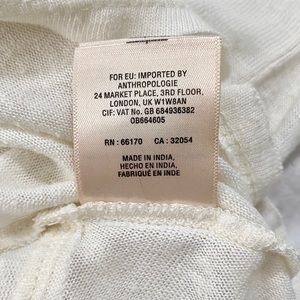 FOR EU: IMPORTED BY
ANTHROPOLOGIE
24 MARKET PLACE, 3RD FLOOR,
LONDON, UK W1W8AN
CIF: VAT No. GB 684936382
OB664605
RN : 66170 CA : 32054
MADE IN INDIA,
HECHO EN INDIA,
FABRIQUÉ EN INDE